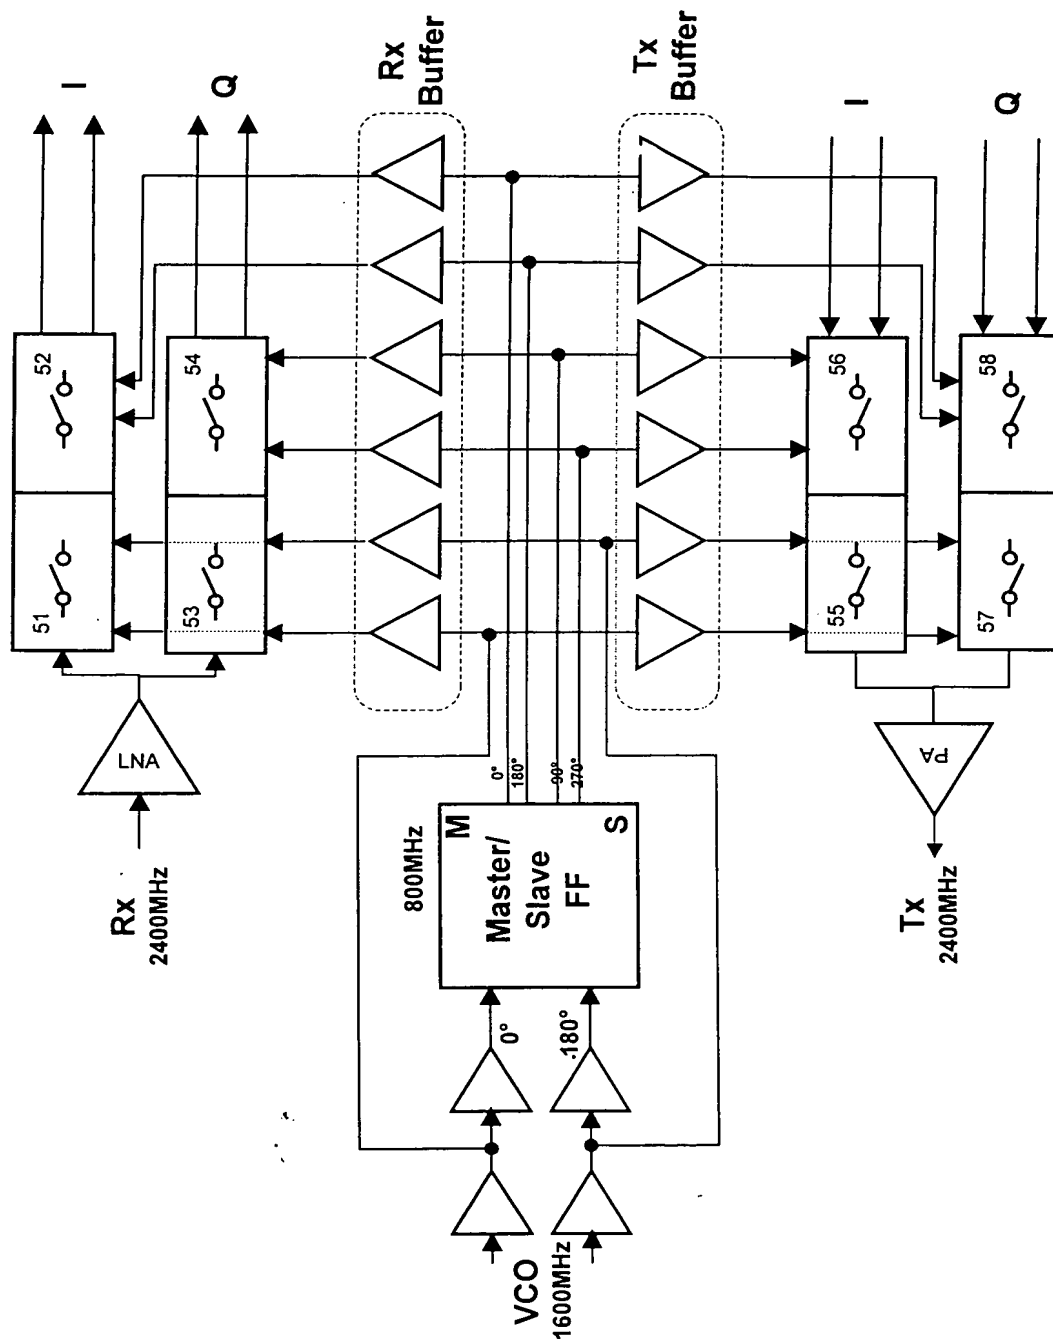 I
Q
Rx
Buffer
Tx
Buffer
I
Q
52
54
56
58
51
53
55
57
LNA
PA
0°
180°
90°
270°
Rx
2400MHz
800MHz
M
Master/
Slave
FF
S
Tx
2400MHz
0°
180°
VCO
1600MHz